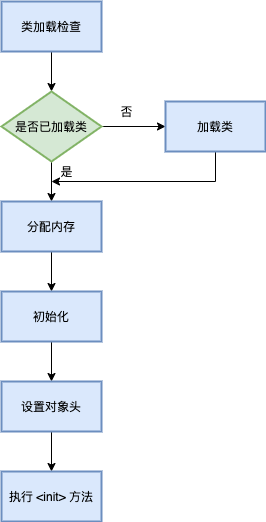 类加载检查
否
是否已加载类
加载类
是
分配内存
初始化
设置对象头
执行 <init> 方法